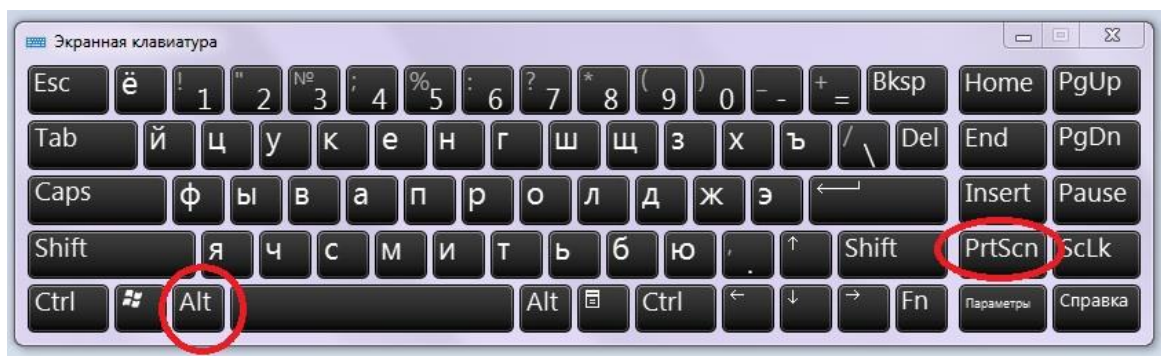 Экранная клавиатура
Esc ё ! 1 " 2 № 3 ; 4 % 5 : 6 ? 7 * 8 ( 9 ) 0 _ - + = Bksp Home PgUp
Tab й ц у к е н г ш щ з х ъ / \ Del End PgDn
Caps ф ы в а п р о л д ж э Insert Pause
Shift я ч с м и т ь б ю , . ↑ Shift PrtScn ScLk
Ctrl Alt Alt Ctrl ← ↓ → Fn Параметры Справка